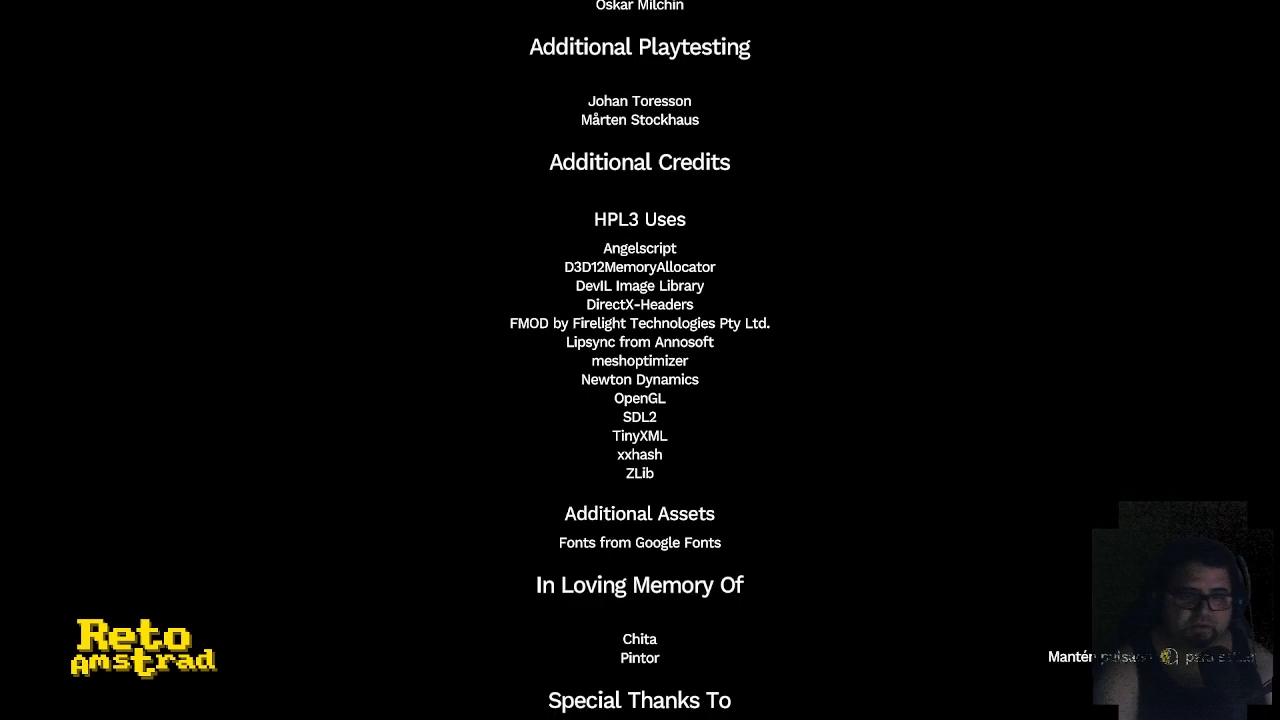 Oskar Milchin
Additional Playtesting
Johan Toresson
Mårten Stockhaus
Additional Credits
HPL3 Uses
Angelscript
D3D12MemoryAllocator
DevIL Image Library
DirectX-Headers
FMOD by Firelight Technologies Pty Ltd.
Lipsync from Annosoft
meshoptimizer
Newton Dynamics
OpenGL
SDL2
TinyXML
xxhash
ZLib
Additional Assets
Fonts from Google Fonts
In Loving Memory Of
Chita
Pintor
Special Thanks To
Reto
Amstrad
Mantén